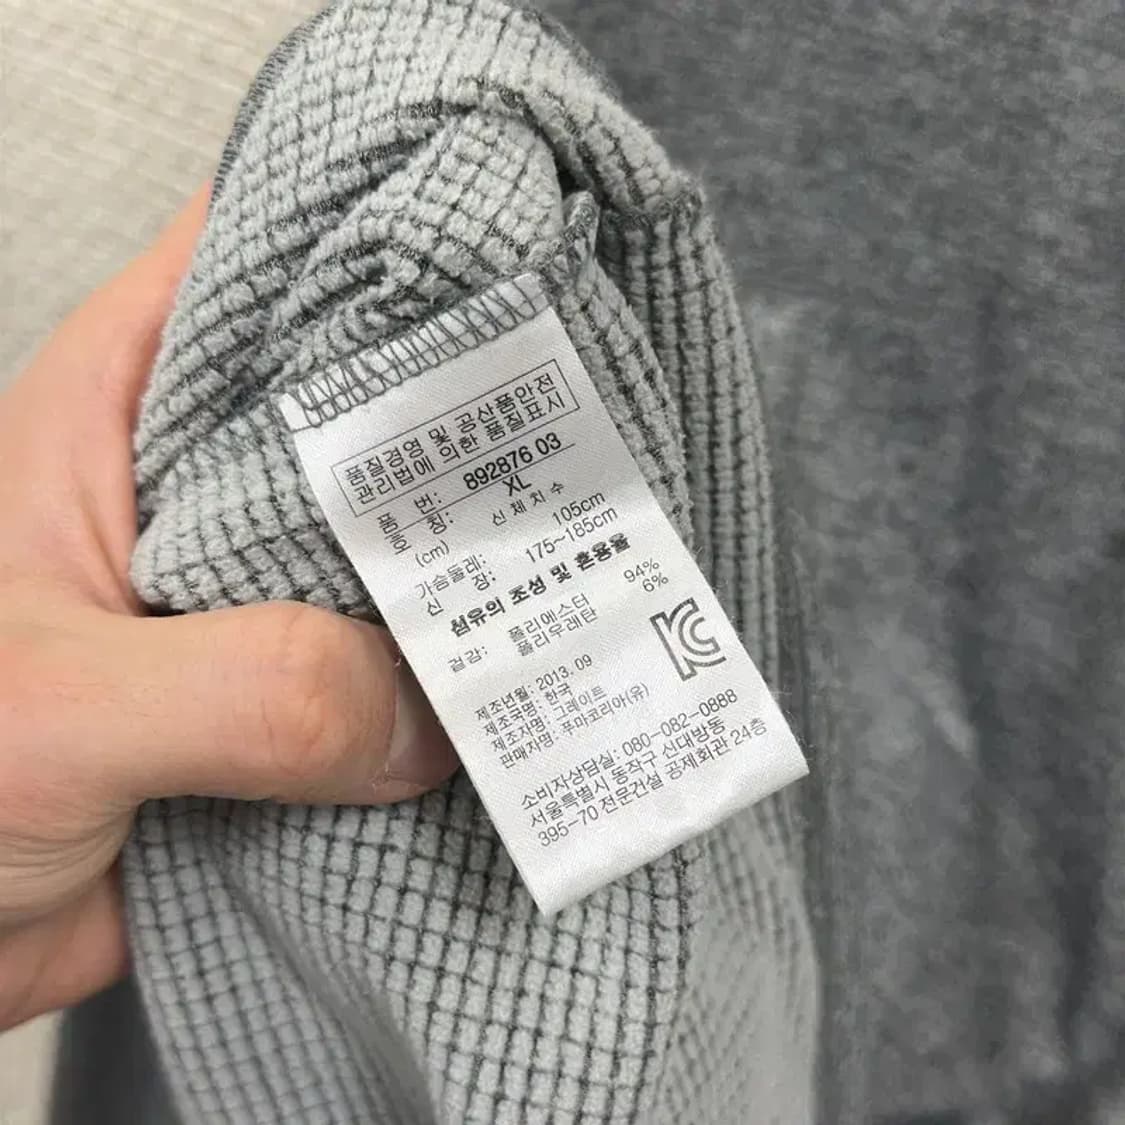 품질경영 및 공산품안전
관리법에 의한 품질표시
품 번: 892876 03
호 칭: XL
(cm) 신체치수
가슴둘레: 105cm
신 장: 175~185cm
섬유의 조성 및 혼용율
겉감: 폴리에스터 94%
폴리우레탄 6%
KC
제조년월: 2013. 09
제조국명: 한국
제조자명: 그레이트
판매자명: 푸마코리아(유)
소비자상담실: 080-082-0888
서울특별시 동작구 신대방동
395-70 전문건설 공제회관 24층